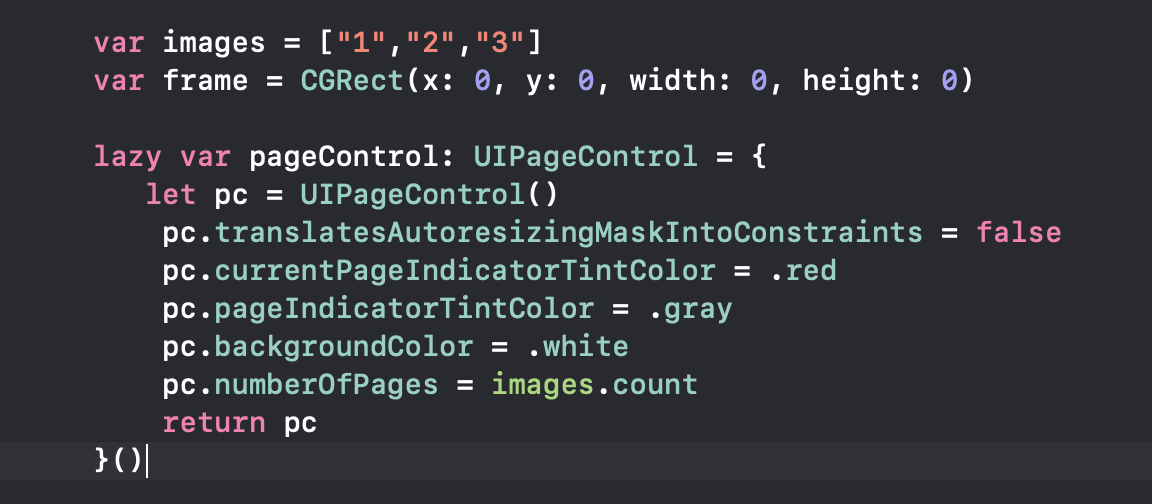 var images = ["1","2","3"]
var frame = CGRect(x: 0, y: 0, width: 0, height: 0)
lazy var pageControl: UIPageControl = {
let pc = UIPageControl()
pc.translatesAutoresizingMaskIntoConstraints = false
pc.currentPageIndicatorTintColor = .red
pc.pageIndicatorTintColor = .gray
pc.backgroundColor = .white
pc.numberOfPages = images.count
return pc
}()